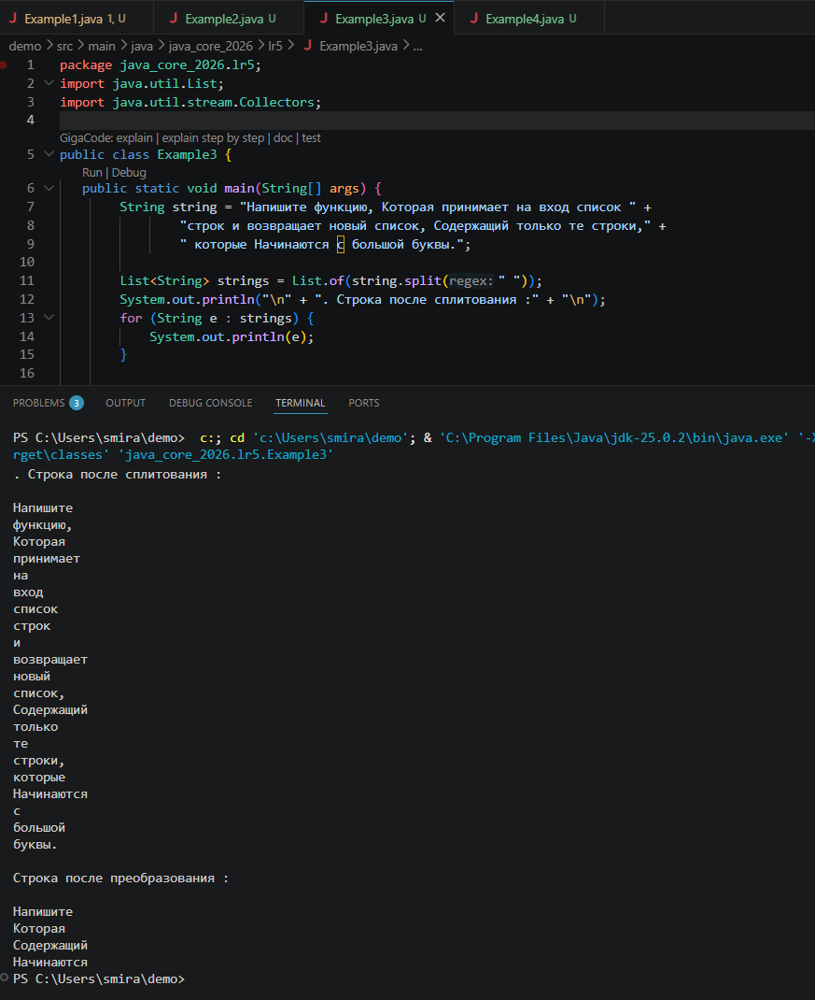 J Example1.java 1, U J Example2.java U J Example3.java U × J Example4.java U
demo > src > main > java > java_core_2026 > lr5 > J Example3.java > ...
1 package java_core_2026.lr5;
2 import java.util.List;
3 import java.util.stream.Collectors;
4
GigaCode: explain | explain step by step | doc | test
5 public class Example3 {
Run | Debug
6 public static void main(String[] args) {
7 String string = "Напишите функцию, Которая принимает на вход список " +
8 "строк и возвращает новый список, Содержащий только те строки," +
9 " которые Начинаются с большой буквы.";
10
11 List<String> strings = List.of(string.split(regex:" "));
12 System.out.println("\n" + ". Строка после сплитования :" + "\n");
13 for (String e : strings) {
14 System.out.println(e);
15 }
16
PROBLEMS 3 OUTPUT DEBUG CONSOLE TERMINAL PORTS
PS C:\Users\smira\demo> c:; cd 'c:\Users\smira\demo'; & 'C:\Program Files\Java\jdk-25.0.2\bin\java.exe' '-X
rget\classes' 'java_core_2026.lr5.Example3'
. Строка после сплитования :
Напишите
функцию,
Которая
принимает
на
вход
список
строк
и
возвращает
новый
список,
Содержащий
только
те
строки,
которые
Начинаются
с
большой
буквы.
Строка после преобразования :
Напишите
Которая
Содержащий
Начинаются
PS C:\Users\smira\demo>